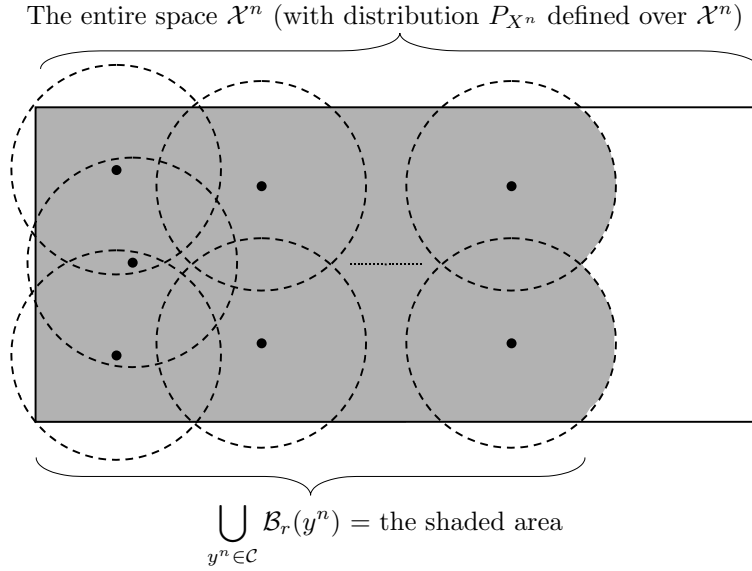 The entire space 𝒳ⁿ (with distribution P_{Xⁿ} defined over 𝒳ⁿ)
⋃_{yⁿ∈𝒞} ℬ_r(yⁿ) = the shaded area